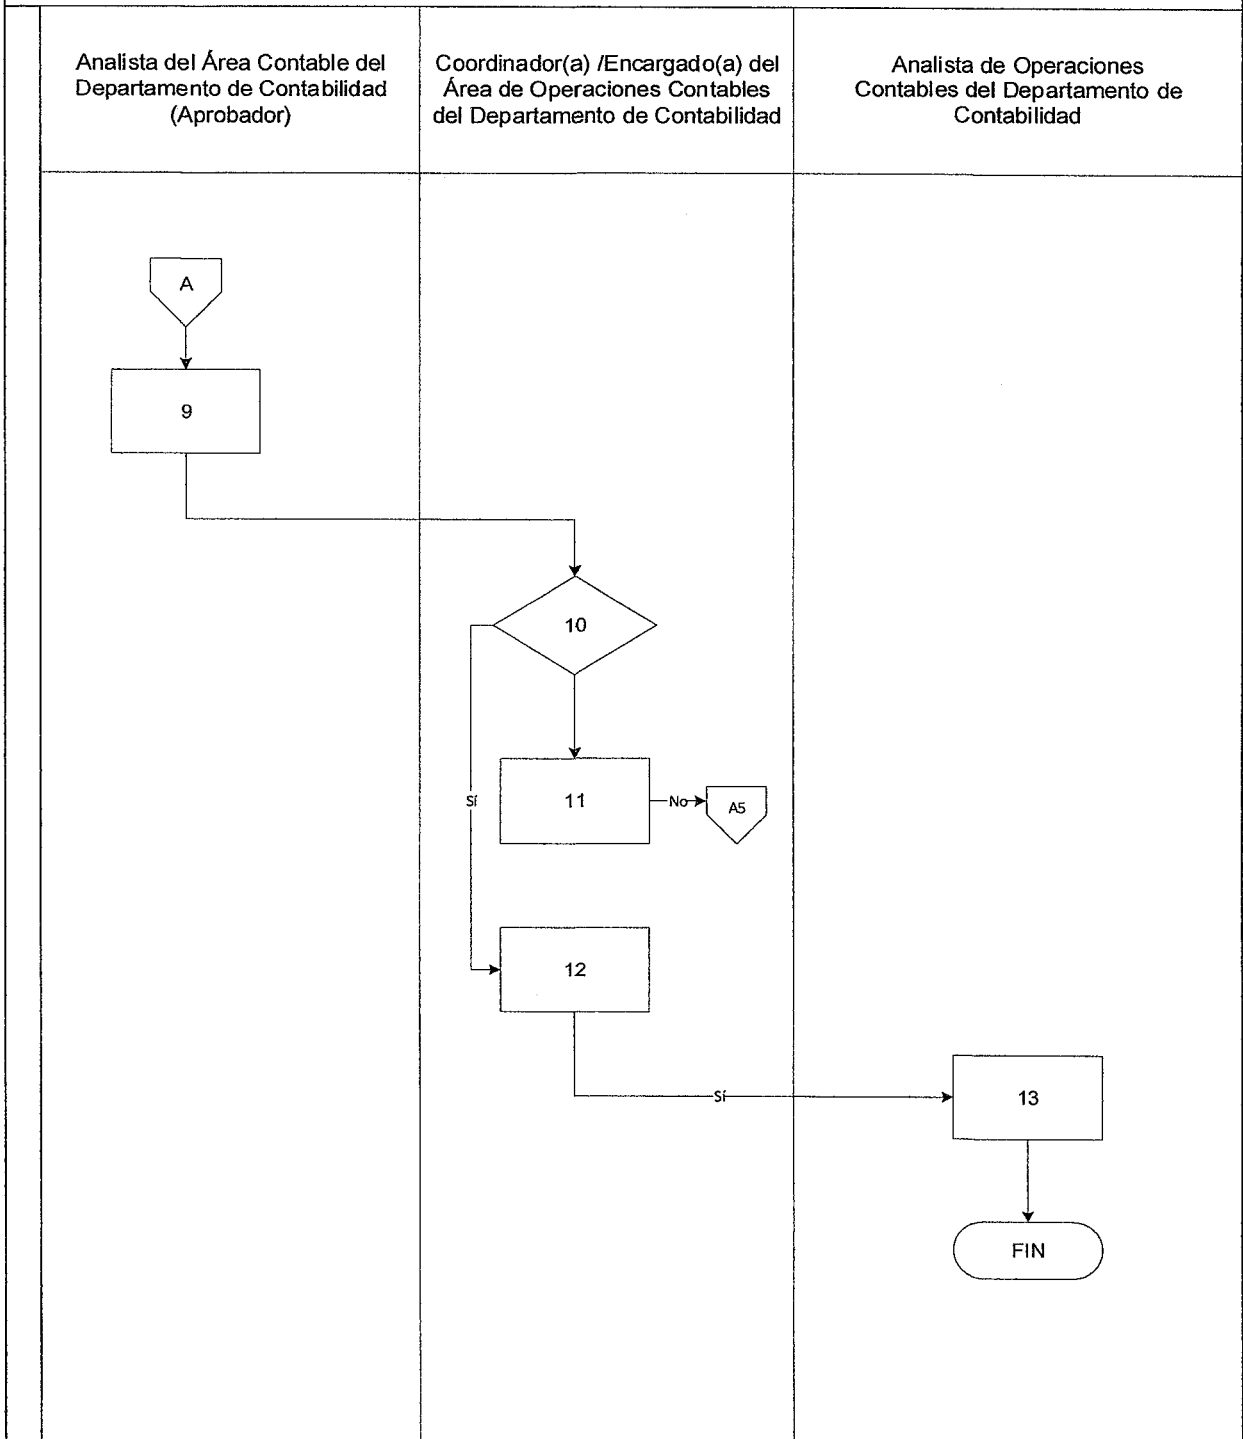 Analista del Área Contable del
Departamento de Contabilidad
(Aprobador)
Coordinador(a) /Encargado(a) del
Área de Operaciones Contables
del Departamento de Contabilidad
Analista de Operaciones
Contables del Departamento de
Contabilidad
A
9
10
Sí
11
No
A5
12
Sí
13
FIN